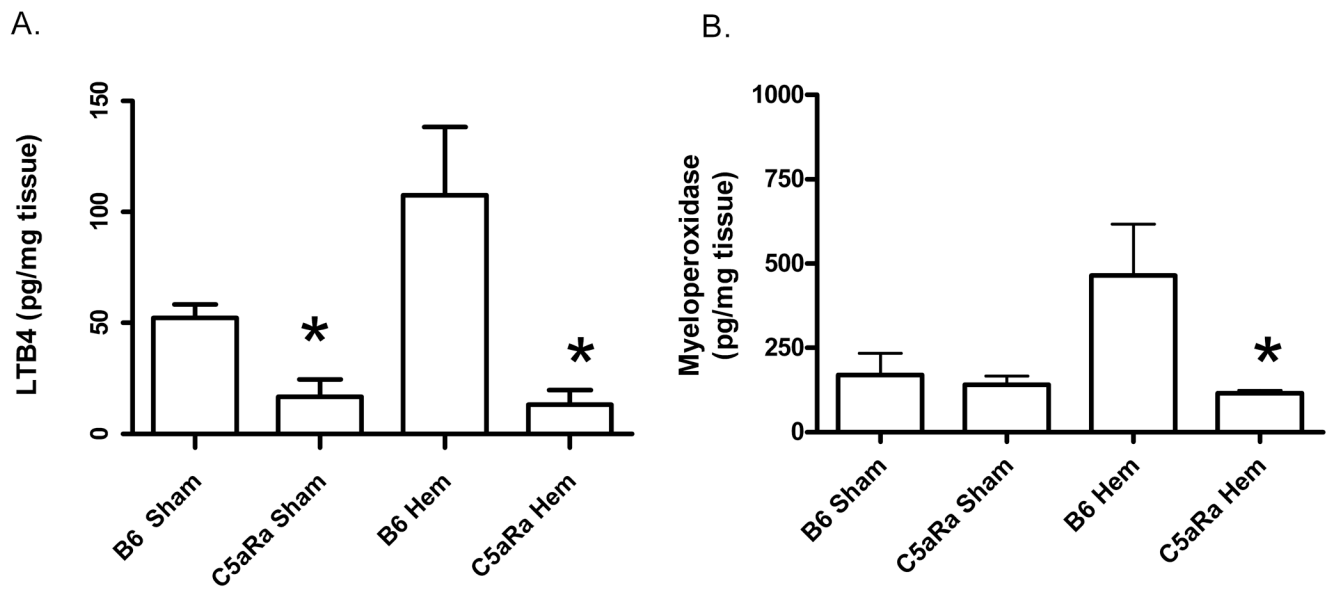 A.
LTB4 (pg/mg tissue)
150
100
50
0
*
*
B6 Sham
C5aRa Sham
B6 Hem
C5aRa Hem
B.
Myeloperoxidase
(pg/mg tissue)
1000
750
500
250
0
*
B6 Sham
C5aRa Sham
B6 Hem
C5aRa Hem